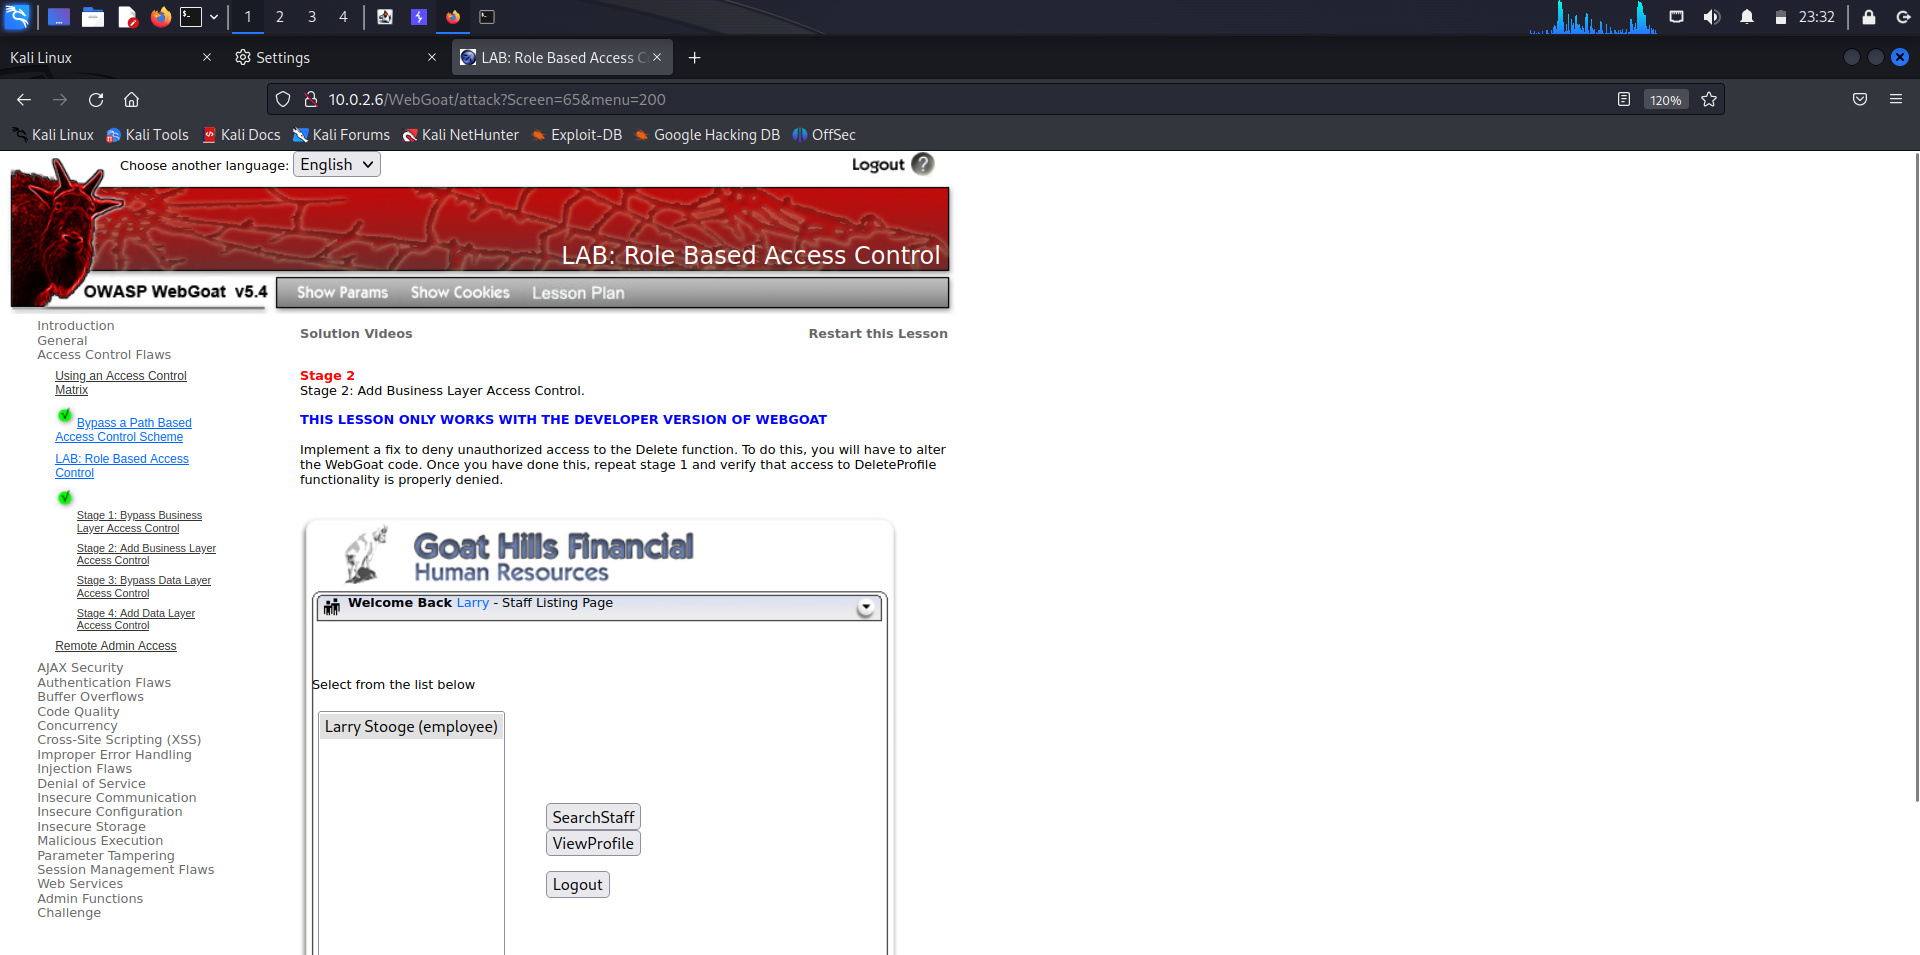 1 2 3 4 23:32
Kali Linux Settings LAB: Role Based Access C
10.0.2.6/WebGoat/attack?Screen=65&menu=200 120%
Kali Linux Kali Tools Kali Docs Kali Forums Kali NetHunter Exploit-DB Google Hacking DB OffSec
Choose another language: English Logout ?
LAB: Role Based Access Control
OWASP WebGoat v5.4 Show Params Show Cookies Lesson Plan
Introduction
General
Access Control Flaws
Using an Access Control
Matrix
Bypass a Path Based
Access Control Scheme
LAB: Role Based Access
Control
Stage 1: Bypass Business
Layer Access Control
Stage 2: Add Business Layer
Access Control
Stage 3: Bypass Data Layer
Access Control
Stage 4: Add Data Layer
Access Control
Remote Admin Access
AJAX Security
Authentication Flaws
Buffer Overflows
Code Quality
Concurrency
Cross-Site Scripting (XSS)
Improper Error Handling
Injection Flaws
Denial of Service
Insecure Communication
Insecure Configuration
Insecure Storage
Malicious Execution
Parameter Tampering
Session Management Flaws
Web Services
Admin Functions
Challenge
Solution Videos Restart this Lesson
Stage 2
Stage 2: Add Business Layer Access Control.
THIS LESSON ONLY WORKS WITH THE DEVELOPER VERSION OF WEBGOAT
Implement a fix to deny unauthorized access to the Delete function. To do this, you will have to alter
the WebGoat code. Once you have done this, repeat stage 1 and verify that access to DeleteProfile
functionality is properly denied.
Goat Hills Financial
Human Resources
Welcome Back Larry - Staff Listing Page
Select from the list below
Larry Stooge (employee)
SearchStaff
ViewProfile
Logout